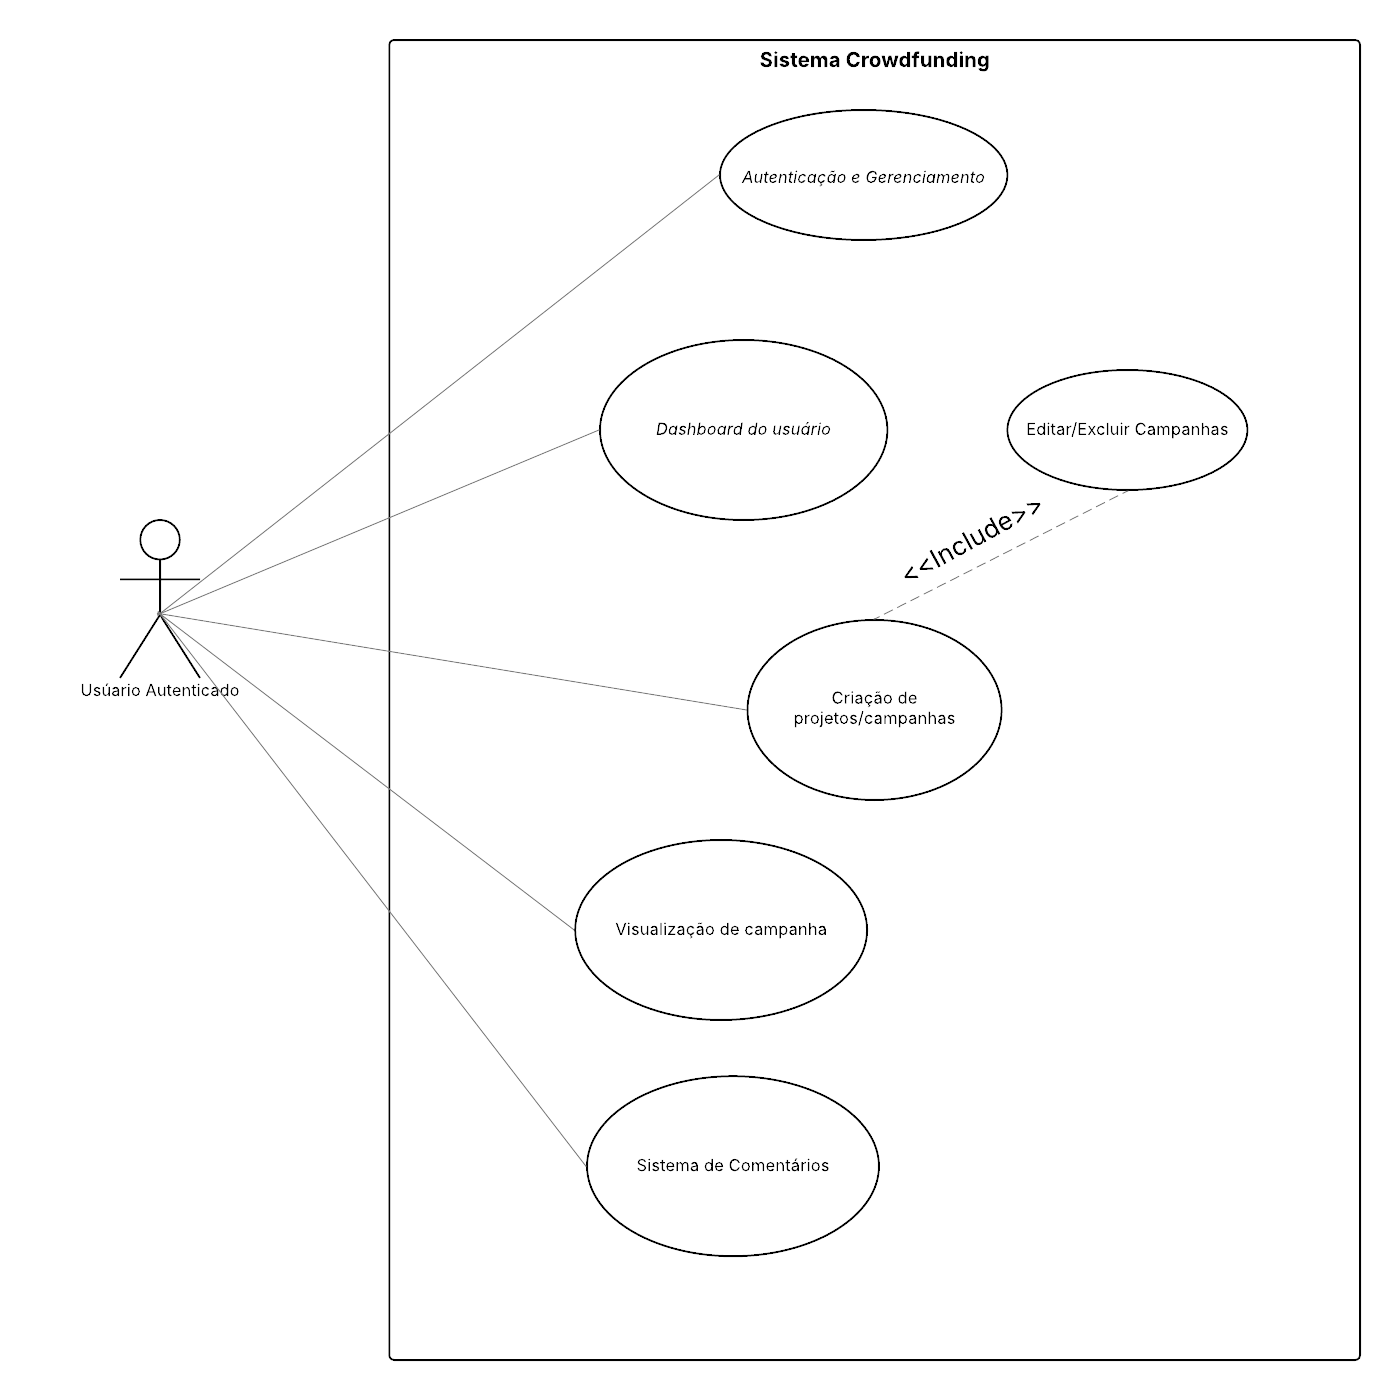 Sistema Crowdfunding
Autenticação e Gerenciamento
Dashboard do usuário
Editar/Excluir Campanhas
<<Include>>
Usúario Autenticado
Criação de
projetos/campanhas
Visualização de campanha
Sistema de Comentários